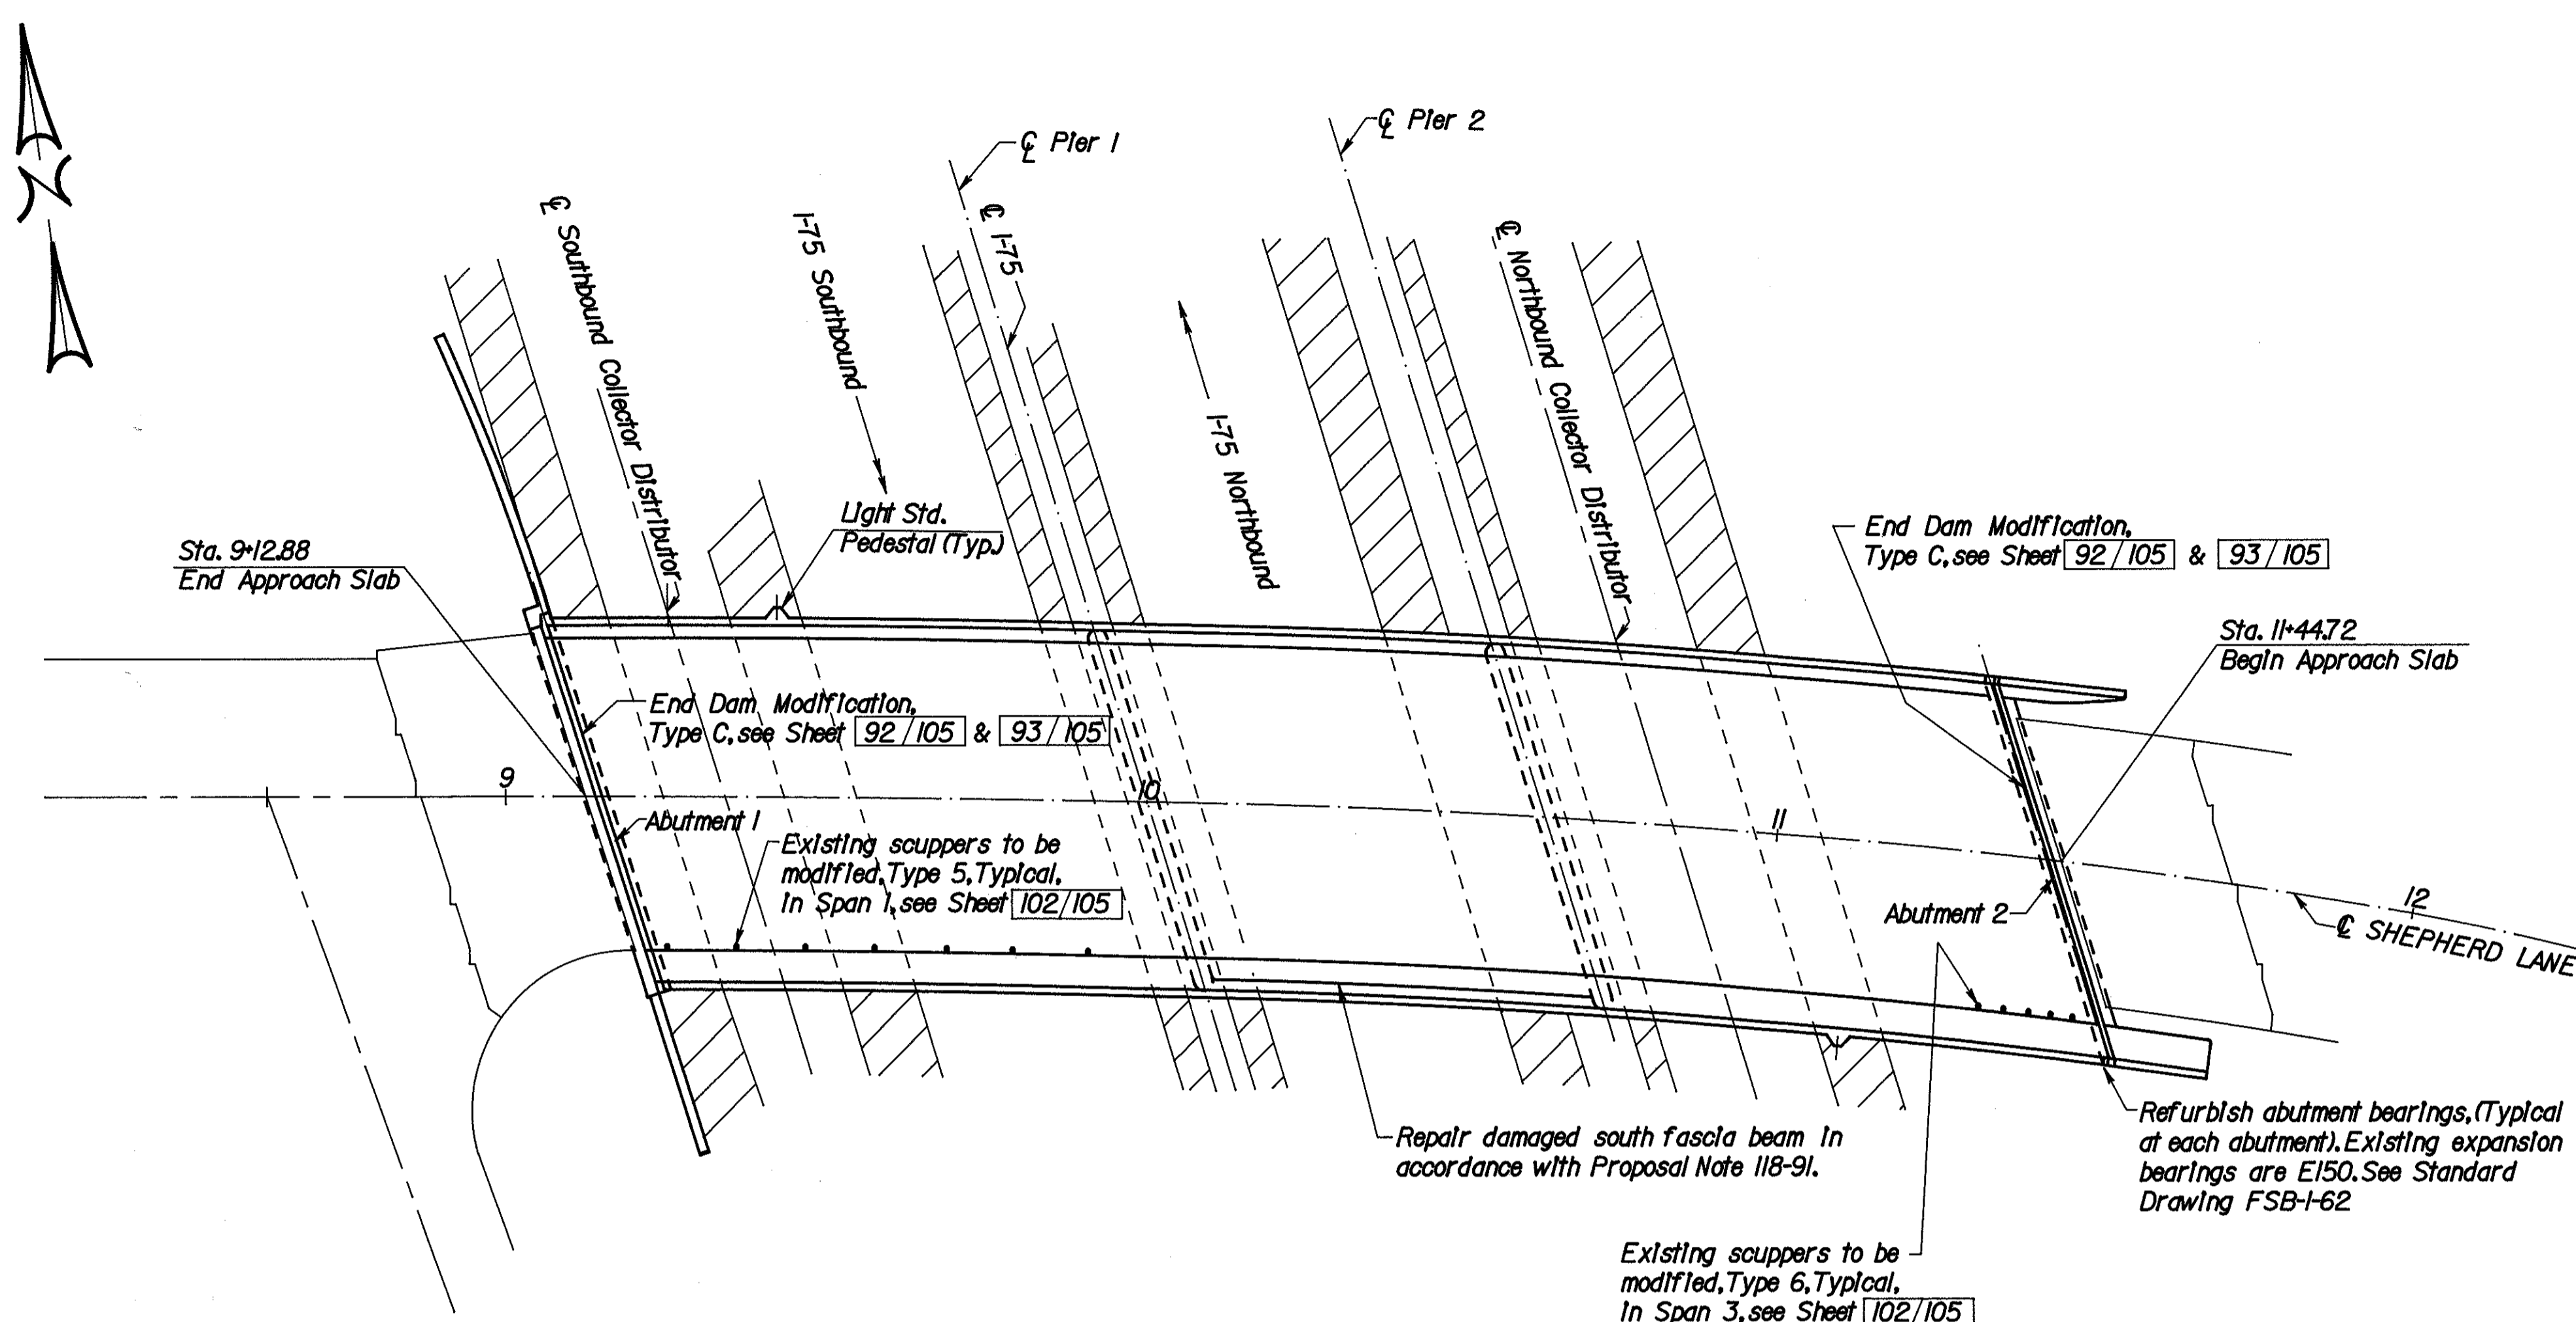 N
℄ Pier 1
℄ Pier 2
℄ I-75
℄ Southbound Collector Distributor
I-75 Southbound
I-75 Northbound
℄ Northbound Collector Distributor
Light Std.
Pedestal (Typ.)
Sta. 9+12.88
End Approach Slab
End Dam Modification,
Type C, see Sheet 92/105 & 93/105
Sta. 11+44.72
Begin Approach Slab
End Dam Modification,
Type C, see Sheet 92/105 & 93/105
9
10
11
12
Abutment 1
Existing scuppers to be
modified, Type 5, Typical,
in Span 1, see Sheet 102/105
Abutment 2
℄ SHEPHERD LANE
Repair damaged south fascia beam in
accordance with Proposal Note 118-91.
Refurbish abutment bearings, (Typical
at each abutment). Existing expansion
bearings are E150. See Standard
Drawing FSB-1-62
Existing scuppers to be
modified, Type 6, Typical,
in Span 3, see Sheet 102/105